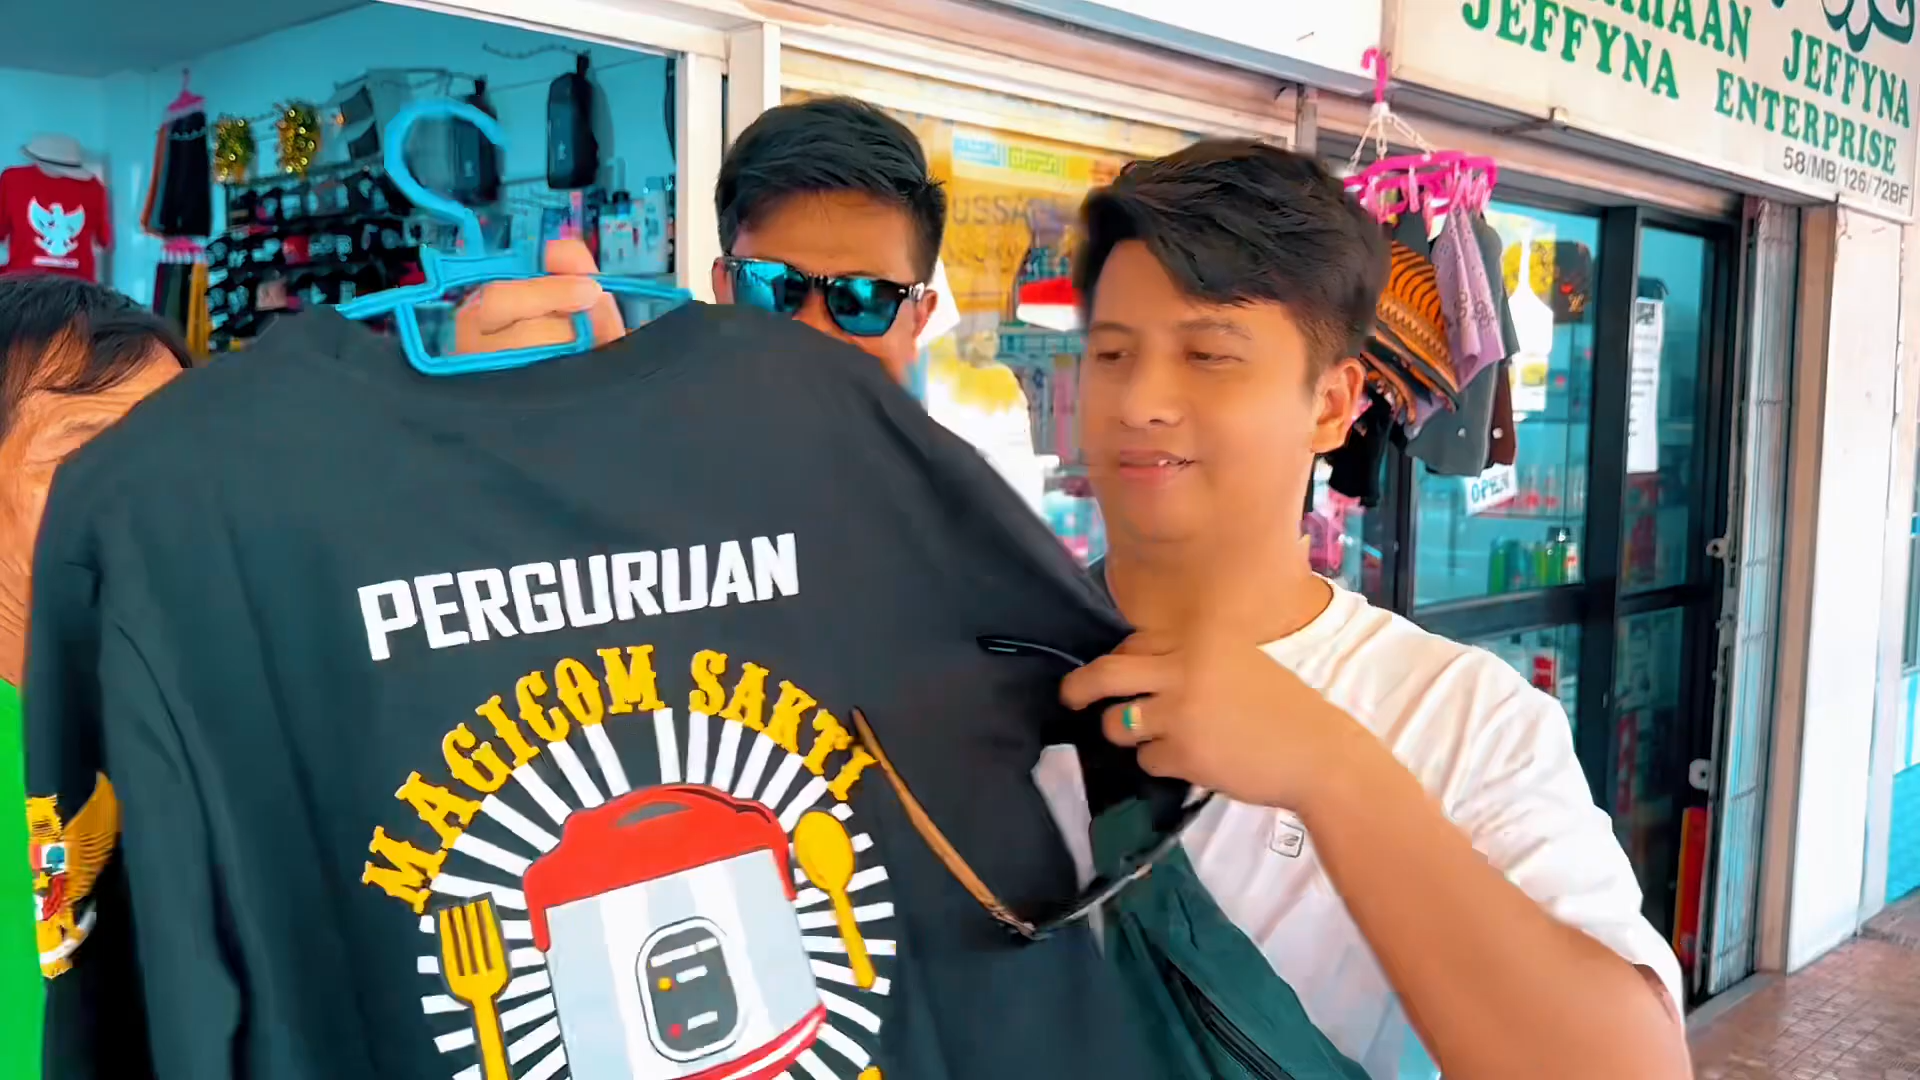 JEFFYNA
JEFFYNA ENTERPRISE
58/MB/126/72BF
OPEN
PERGURUAN
MAGICOM SAKTI